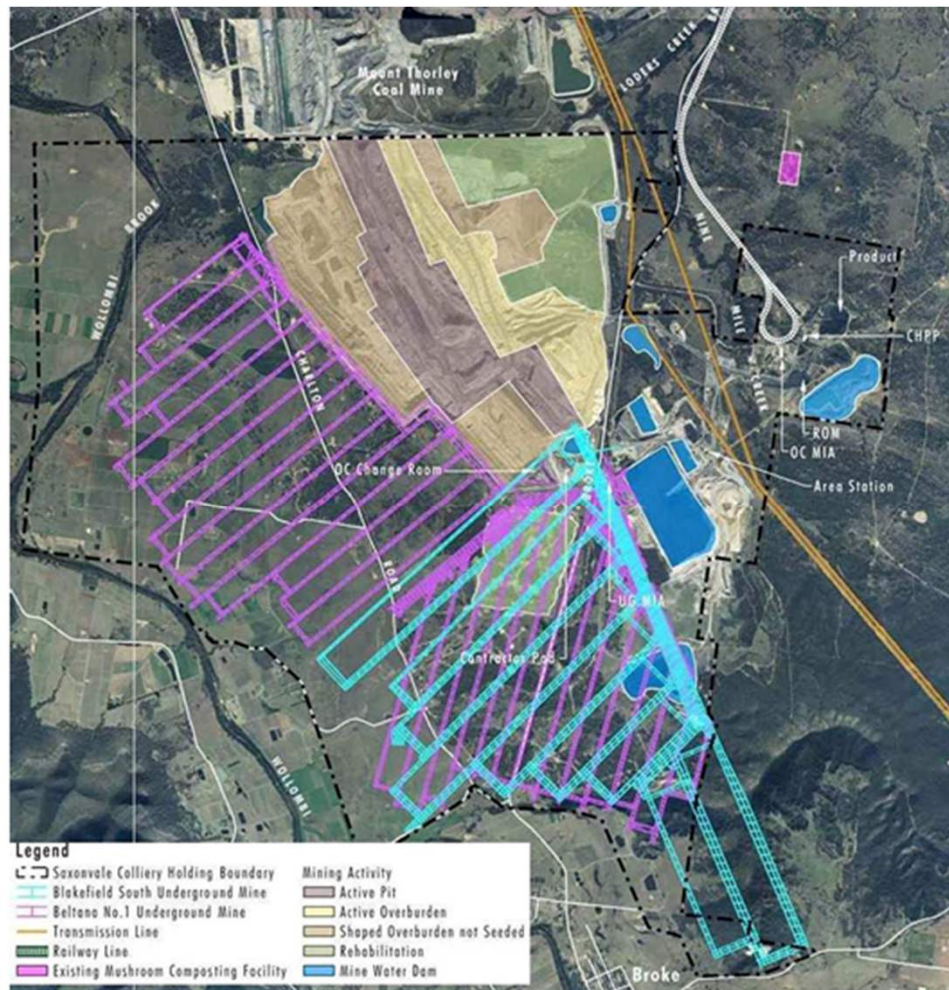 Mount Thorley
Coal Mine
LODERS CREEK
BROOK
WOLLOMBI
NINE
MILE
CREEK
Product
CHPP
ROM
OC MIA
Area Station
CHARLTON
ROAD
OC Change Room
UG MIA
Contractor Pad
WOLLOMBI
Broke
Legend
Saxonvale Colliery Holding Boundary
Blakefield South Underground Mine
Beltana No.1 Underground Mine
Transmission Line
Railway Line
Existing Mushroom Composting Facility
Mining Activity
Active Pit
Active Overburden
Shaped Overburden not Seeded
Rehabilitation
Mine Water Dam